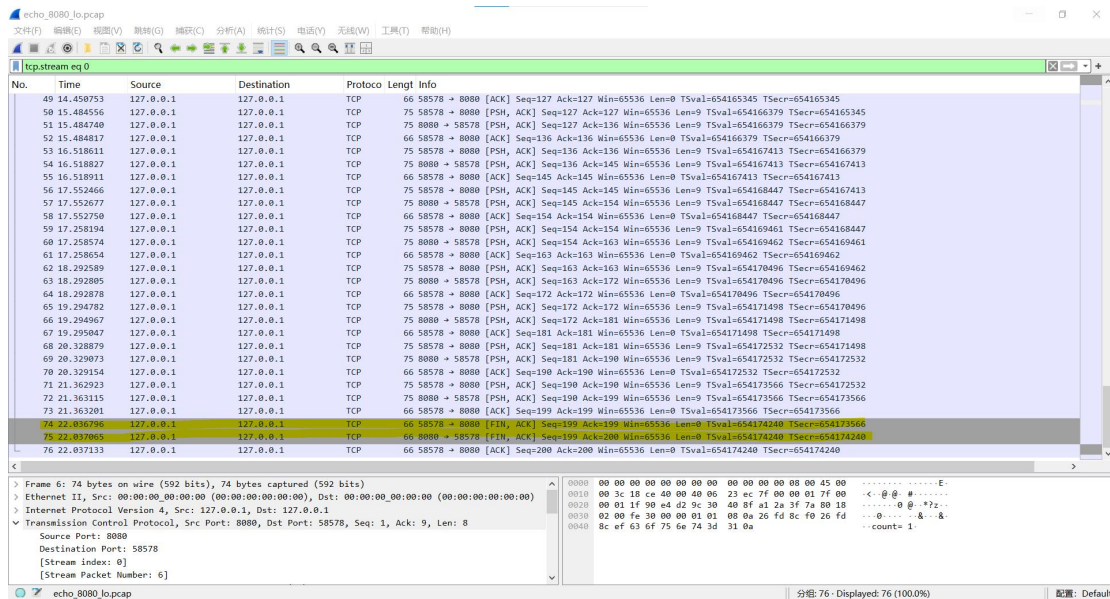 echo_8080_lo.pcap
文件(F) 编辑(E) 视图(V) 跳转(G) 捕获(C) 分析(A) 统计(S) 电话(Y) 无线(W) 工具(T) 帮助(H)
tcp.stream eq 0
No. Time Source Destination Protoco Lengt Info
49 14.450753 127.0.0.1 127.0.0.1 TCP 66 58578 → 8080 [ACK] Seq=127 Ack=127 Win=65536 Len=0 TSval=654165345 TSecr=654165345
50 15.484556 127.0.0.1 127.0.0.1 TCP 75 58578 → 8080 [PSH, ACK] Seq=127 Ack=127 Win=65536 Len=9 TSval=654166379 TSecr=654165345
51 15.484740 127.0.0.1 127.0.0.1 TCP 75 8080 → 58578 [PSH, ACK] Seq=127 Ack=136 Win=65536 Len=9 TSval=654166379 TSecr=654166379
52 15.484817 127.0.0.1 127.0.0.1 TCP 66 58578 → 8080 [ACK] Seq=136 Ack=136 Win=65536 Len=0 TSval=654166379 TSecr=654166379
53 16.518611 127.0.0.1 127.0.0.1 TCP 75 58578 → 8080 [PSH, ACK] Seq=136 Ack=136 Win=65536 Len=9 TSval=654167413 TSecr=654166379
54 16.518827 127.0.0.1 127.0.0.1 TCP 75 8080 → 58578 [PSH, ACK] Seq=136 Ack=145 Win=65536 Len=9 TSval=654167413 TSecr=654167413
55 16.518911 127.0.0.1 127.0.0.1 TCP 66 58578 → 8080 [ACK] Seq=145 Ack=145 Win=65536 Len=0 TSval=654167413 TSecr=654167413
56 17.552466 127.0.0.1 127.0.0.1 TCP 75 58578 → 8080 [PSH, ACK] Seq=145 Ack=145 Win=65536 Len=9 TSval=654168447 TSecr=654167413
57 17.552677 127.0.0.1 127.0.0.1 TCP 75 8080 → 58578 [PSH, ACK] Seq=145 Ack=154 Win=65536 Len=9 TSval=654168447 TSecr=654168447
58 17.552750 127.0.0.1 127.0.0.1 TCP 66 58578 → 8080 [ACK] Seq=154 Ack=154 Win=65536 Len=0 TSval=654168447 TSecr=654168447
59 17.258194 127.0.0.1 127.0.0.1 TCP 75 58578 → 8080 [PSH, ACK] Seq=154 Ack=154 Win=65536 Len=9 TSval=654169461 TSecr=654168447
60 17.258574 127.0.0.1 127.0.0.1 TCP 75 8080 → 58578 [PSH, ACK] Seq=154 Ack=163 Win=65536 Len=9 TSval=654169462 TSecr=654169461
61 17.258654 127.0.0.1 127.0.0.1 TCP 66 58578 → 8080 [ACK] Seq=163 Ack=163 Win=65536 Len=0 TSval=654169462 TSecr=654169462
62 18.292589 127.0.0.1 127.0.0.1 TCP 75 58578 → 8080 [PSH, ACK] Seq=163 Ack=163 Win=65536 Len=9 TSval=654170496 TSecr=654169462
63 18.292805 127.0.0.1 127.0.0.1 TCP 75 8080 → 58578 [PSH, ACK] Seq=163 Ack=172 Win=65536 Len=9 TSval=654170496 TSecr=654170496
64 18.292878 127.0.0.1 127.0.0.1 TCP 66 58578 → 8080 [ACK] Seq=172 Ack=172 Win=65536 Len=0 TSval=654170496 TSecr=654170496
65 19.294782 127.0.0.1 127.0.0.1 TCP 75 58578 → 8080 [PSH, ACK] Seq=172 Ack=172 Win=65536 Len=9 TSval=654171498 TSecr=654170496
66 19.294967 127.0.0.1 127.0.0.1 TCP 75 8080 → 58578 [PSH, ACK] Seq=172 Ack=181 Win=65536 Len=9 TSval=654171498 TSecr=654171498
67 19.295047 127.0.0.1 127.0.0.1 TCP 66 58578 → 8080 [ACK] Seq=181 Ack=181 Win=65536 Len=0 TSval=654171498 TSecr=654171498
68 20.328879 127.0.0.1 127.0.0.1 TCP 75 58578 → 8080 [PSH, ACK] Seq=181 Ack=181 Win=65536 Len=9 TSval=654172532 TSecr=654171498
69 20.329073 127.0.0.1 127.0.0.1 TCP 75 8080 → 58578 [PSH, ACK] Seq=181 Ack=190 Win=65536 Len=9 TSval=654172532 TSecr=654172532
70 20.329154 127.0.0.1 127.0.0.1 TCP 66 58578 → 8080 [ACK] Seq=190 Ack=190 Win=65536 Len=0 TSval=654172532 TSecr=654172532
71 21.362923 127.0.0.1 127.0.0.1 TCP 75 58578 → 8080 [PSH, ACK] Seq=190 Ack=190 Win=65536 Len=9 TSval=654173566 TSecr=654172532
72 21.363115 127.0.0.1 127.0.0.1 TCP 75 8080 → 58578 [PSH, ACK] Seq=190 Ack=199 Win=65536 Len=9 TSval=654173566 TSecr=654173566
73 21.363201 127.0.0.1 127.0.0.1 TCP 66 58578 → 8080 [ACK] Seq=199 Ack=199 Win=65536 Len=0 TSval=654173566 TSecr=654173566
74 22.036796 127.0.0.1 127.0.0.1 TCP 66 58578 → 8080 [FIN, ACK] Seq=199 Ack=199 Win=65536 Len=0 TSval=654174240 TSecr=654173566
75 22.037065 127.0.0.1 127.0.0.1 TCP 66 8080 → 58578 [FIN, ACK] Seq=199 Ack=200 Win=65536 Len=0 TSval=654174240 TSecr=654174240
76 22.037133 127.0.0.1 127.0.0.1 TCP 66 58578 → 8080 [ACK] Seq=200 Ack=200 Win=65536 Len=0 TSval=654174240 TSecr=654174240
Frame 6: 74 bytes on wire (592 bits), 74 bytes captured (592 bits)
Ethernet II, Src: 00:00:00_00:00:00 (00:00:00:00:00:00), Dst: 00:00:00_00:00:00 (00:00:00:00:00:00)
Internet Protocol Version 4, Src: 127.0.0.1, Dst: 127.0.0.1
Transmission Control Protocol, Src Port: 8080, Dst Port: 58578, Seq: 1, Ack: 9, Len: 8
Source Port: 8080
Destination Port: 58578
[Stream index: 0]
[Stream Packet Number: 6]
0000 00 00 00 00 00 00 00 00 00 00 00 00 08 00 45 00 ········ ······E·
0010 00 3c 18 ce 40 00 40 06 23 ec 7f 00 00 01 7f 00 ·<··@·@· #·······
0020 00 01 1f 90 e4 d2 9c 30 40 8f a1 2a 3f 7a 80 18 ·······0 @··*?z··
0030 02 00 fe 30 00 00 01 01 08 0a 26 fd 8c f0 26 fd ···0···· ··&···&·
0040 8c ef 63 6f 75 6e 74 3d 31 0a ··count= 1·
echo_8080_lo.pcap
分组: 76 · Displayed: 76 (100.0%)
配置: Default